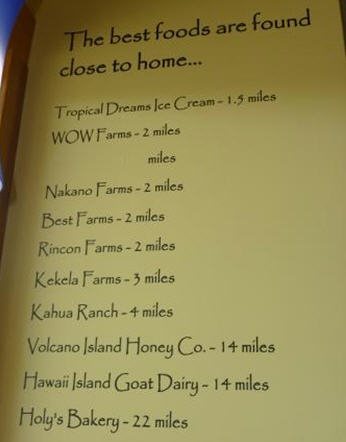 The best foods are found
close to home...
Tropical Dreams Ice Cream - 1.5 miles
WOW Farms - 2 miles
miles
Nakano Farms - 2 miles
Best Farms - 2 miles
Rincon Farms - 2 miles
Kekela Farms - 3 miles
Kahua Ranch - 4 miles
Volcano Island Honey Co. - 14 miles
Hawaii Island Goat Dairy - 14 miles
Holy's Bakery - 22 miles